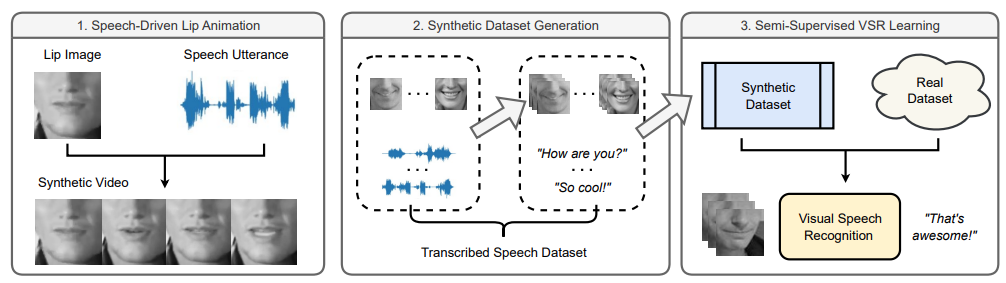 1. Speech-Driven Lip Animation
Lip Image
Speech Utterance
Synthetic Video
2. Synthetic Dataset Generation
"How are you?"
"So cool!"
Transcribed Speech Dataset
3. Semi-Supervised VSR Learning
Synthetic
Dataset
Real
Dataset
Visual Speech
Recognition
"That's
awesome!"